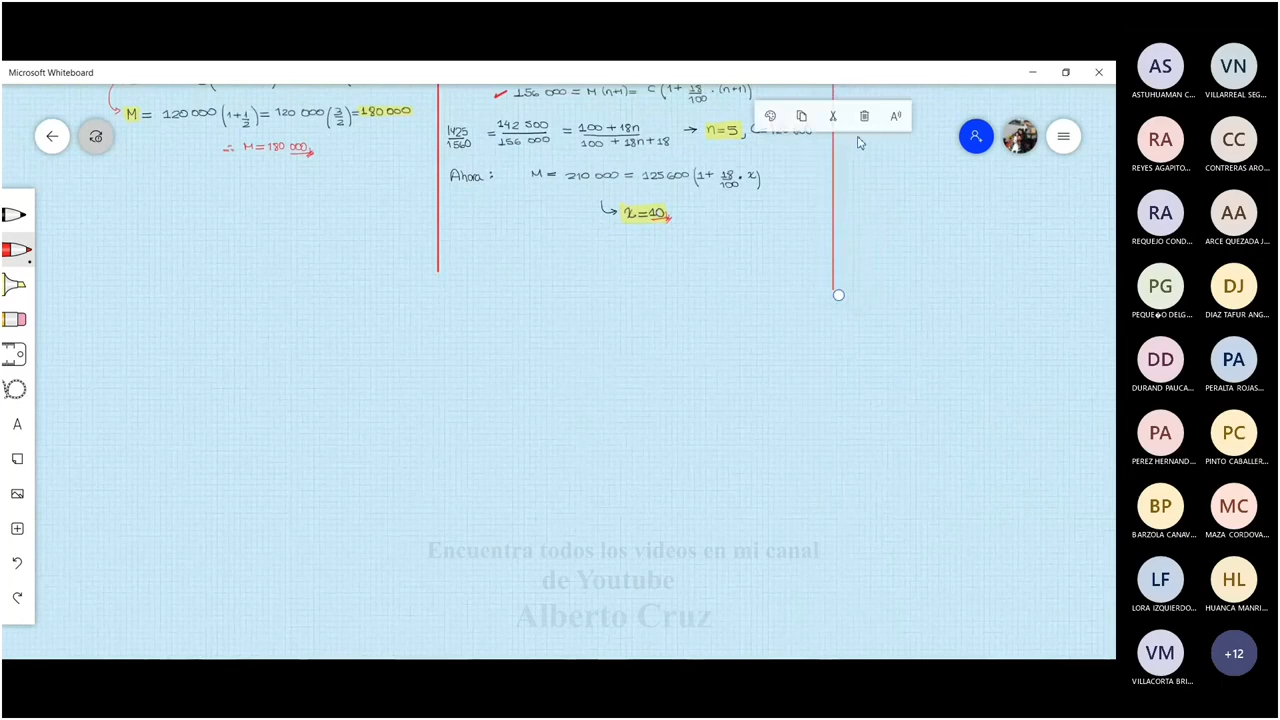 Microsoft Whiteboard
M = 120 000 (1+1/2) = 120 000 (3/2) = 180 000
∴ M = 180 000
156 000 = M(n+1) = C(1 + 18/100 · (n+1))
1425/1560 = 142 500/156 000 = 100 + 18n/100 + 18n + 18 → n=5,
Ahora : M = 210 000 = 125 600 (1 + 18/100 · x)
x = 10
Encuentra todos los videos en mi canal
de Youtube
Alberto Cruz
AS
ASTUHUAMAN C...
VN
VILLARREAL SEG...
RA
REYES AGAPITO...
CC
CONTRERAS ARO...
RA
REQUEJO COND...
AA
ARCE QUEZADA J...
PG
PEQUE�O DELG...
DJ
DIAZ TAFUR ANG...
DD
DURAND PAUCA...
PA
PERALTA ROJAS...
PA
PEREZ HERNAND...
PC
PINTO CABALLER...
BP
BARZOLA CANAV...
MC
MAZA CORDOVA...
LF
LORA IZQUIERDO...
HL
HUANCA MANRI...
VM
VILLACORTA BRI...
+12